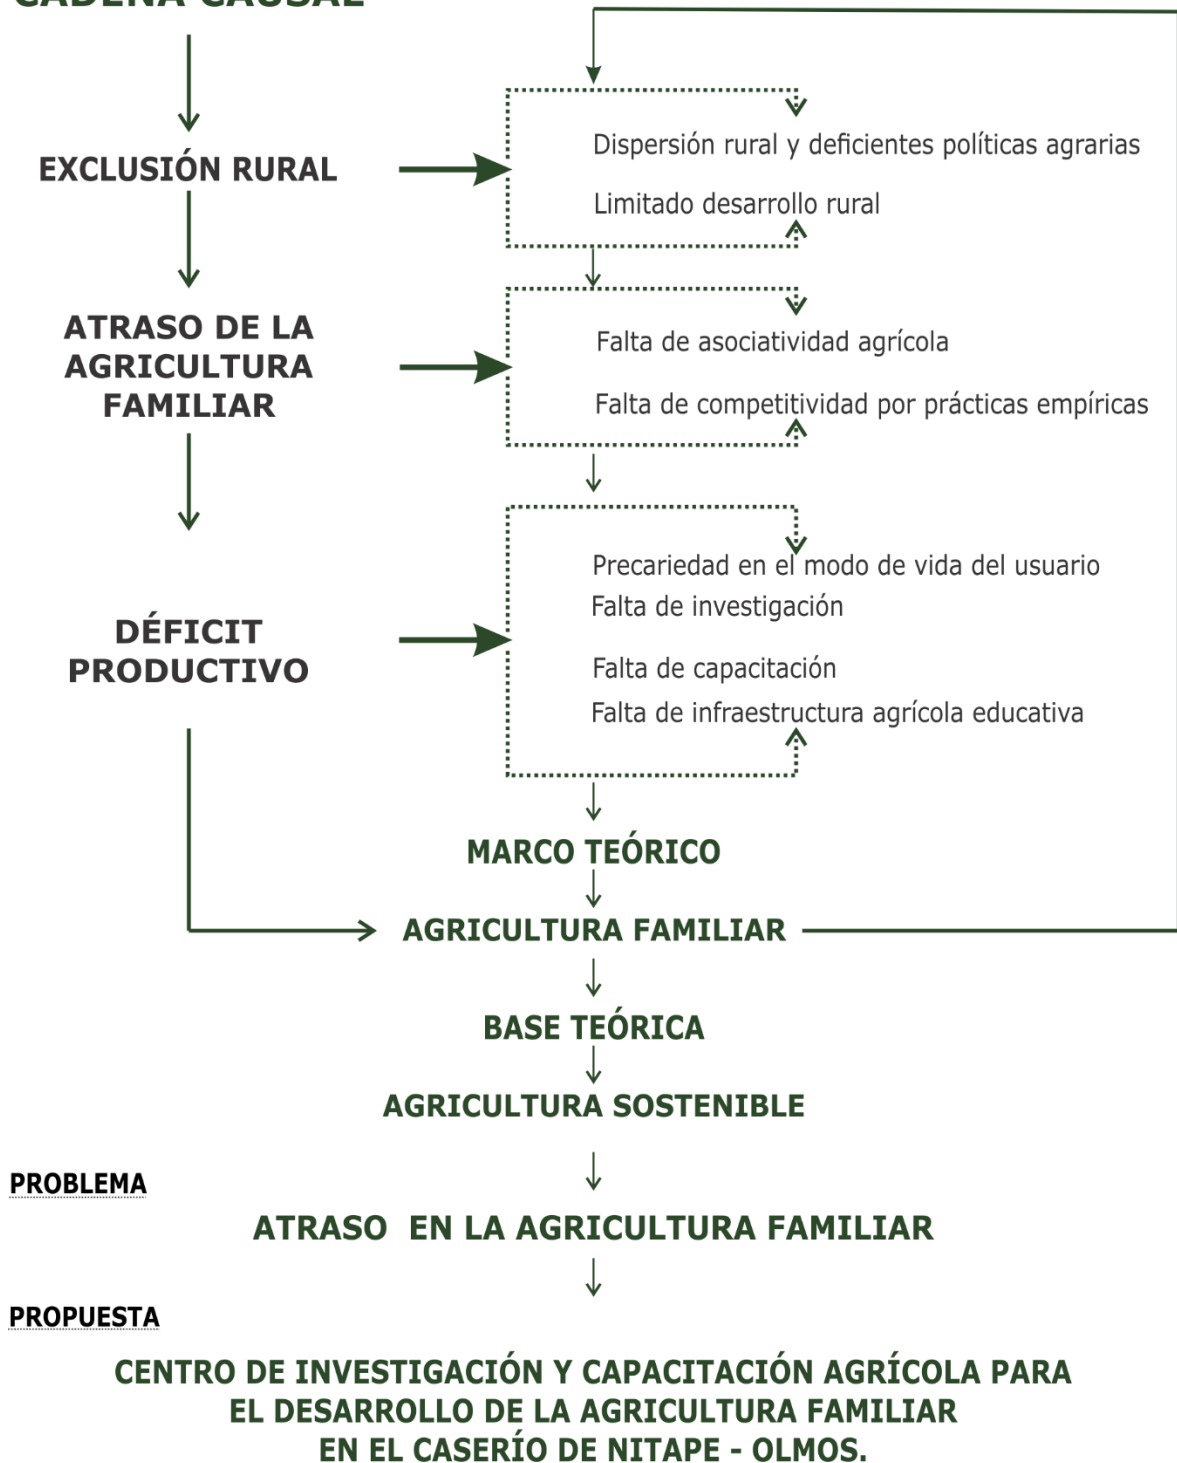 CADENA CAUSAL
EXCLUSIÓN RURAL
Dispersión rural y deficientes políticas agrarias
Limitado desarrollo rural
ATRASO DE LA
AGRICULTURA
FAMILIAR
Falta de asociatividad agrícola
Falta de competitividad por prácticas empíricas
DÉFICIT
PRODUCTIVO
Precariedad en el modo de vida del usuario
Falta de investigación
Falta de capacitación
Falta de infraestructura agrícola educativa
MARCO TEÓRICO
AGRICULTURA FAMILIAR
BASE TEÓRICA
AGRICULTURA SOSTENIBLE
PROBLEMA
ATRASO EN LA AGRICULTURA FAMILIAR
PROPUESTA
CENTRO DE INVESTIGACIÓN Y CAPACITACIÓN AGRÍCOLA PARA
EL DESARROLLO DE LA AGRICULTURA FAMILIAR
EN EL CASERÍO DE NITAPE - OLMOS.